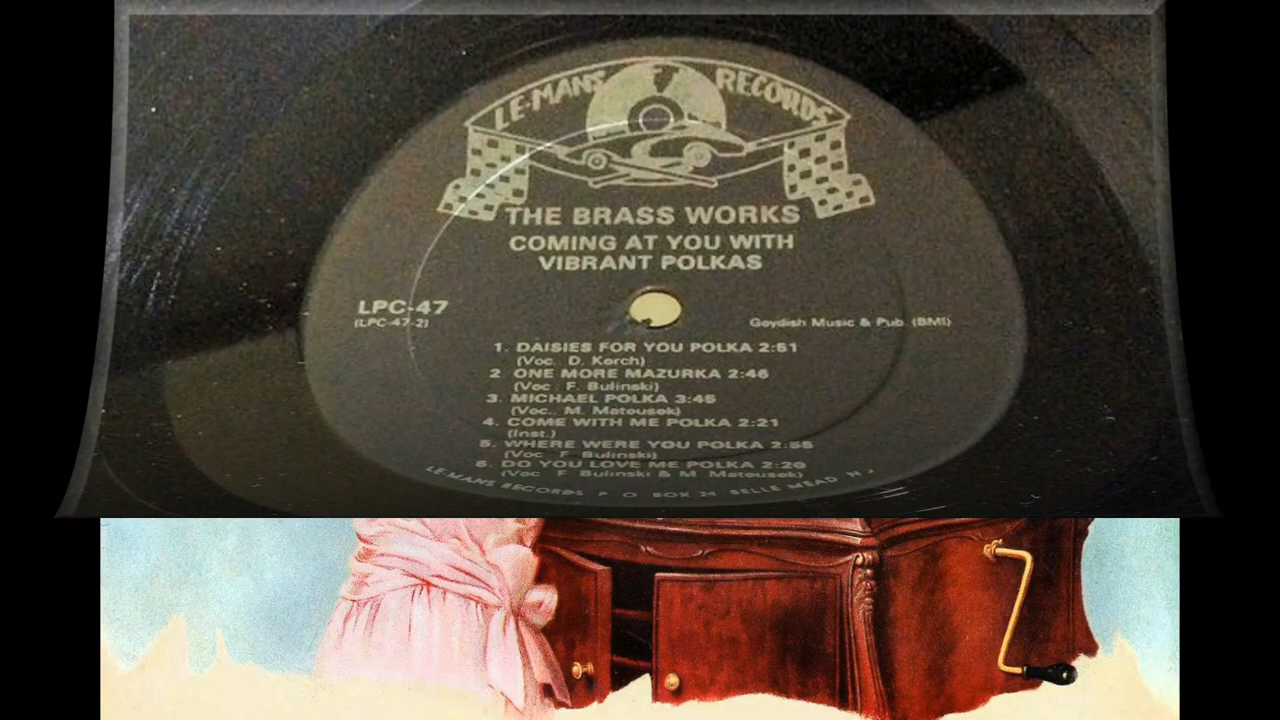 LE-MANS RECORDS
THE BRASS WORKS
COMING AT YOU WITH
VIBRANT POLKAS
LPC-47
(LPC-47-2)
Goydish Music & Pub. (BMI)
1. DAISIES FOR YOU POLKA 2:51
(Voc. D. Kerch)
2 ONE MORE MAZURKA 2:46
(Voc. F. Bulinski)
3. MICHAEL POLKA 3:45
(Voc.. M. Matousek)
4. COME WITH ME POLKA 2:21
(Inst.)
5. WHERE WERE YOU POLKA 2:55
(Voc. F. Bulinski)
6. DO YOU LOVE ME POLKA 2:20
(Voc. F. Bulinski & M. Matousek)
LE-MANS RECORDS P O BOX 24 BELLE MEAD N J